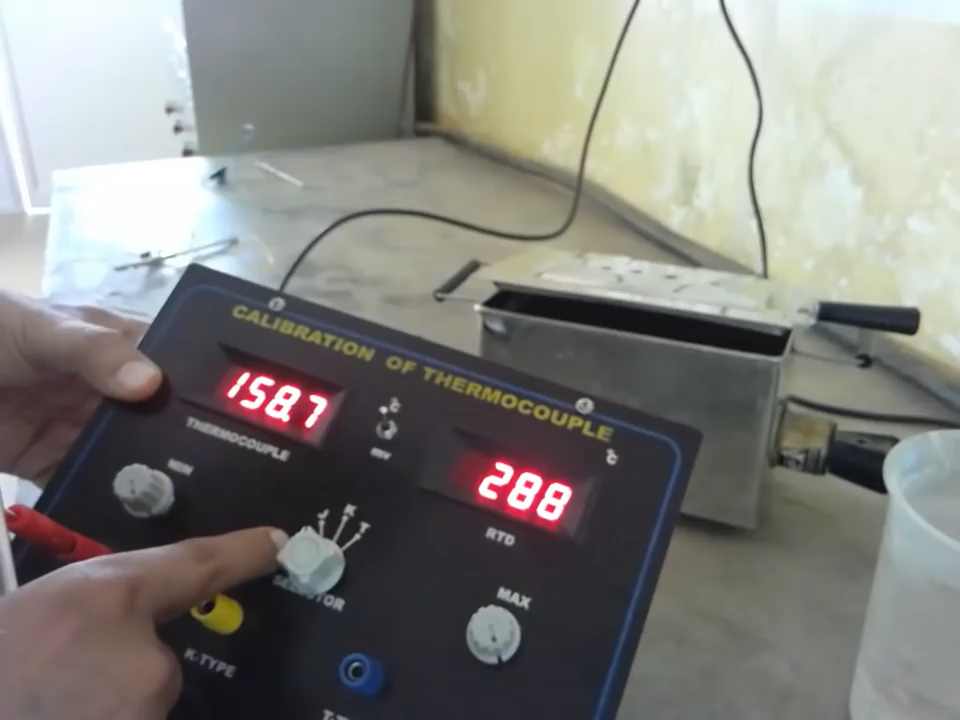 CALIBRATION OF THERMOCOUPLE
158.7
°C
288
°C
THERMOCOUPLE
mv
RTD
MIN
J K T
SELECTOR
MAX
K-TYPE